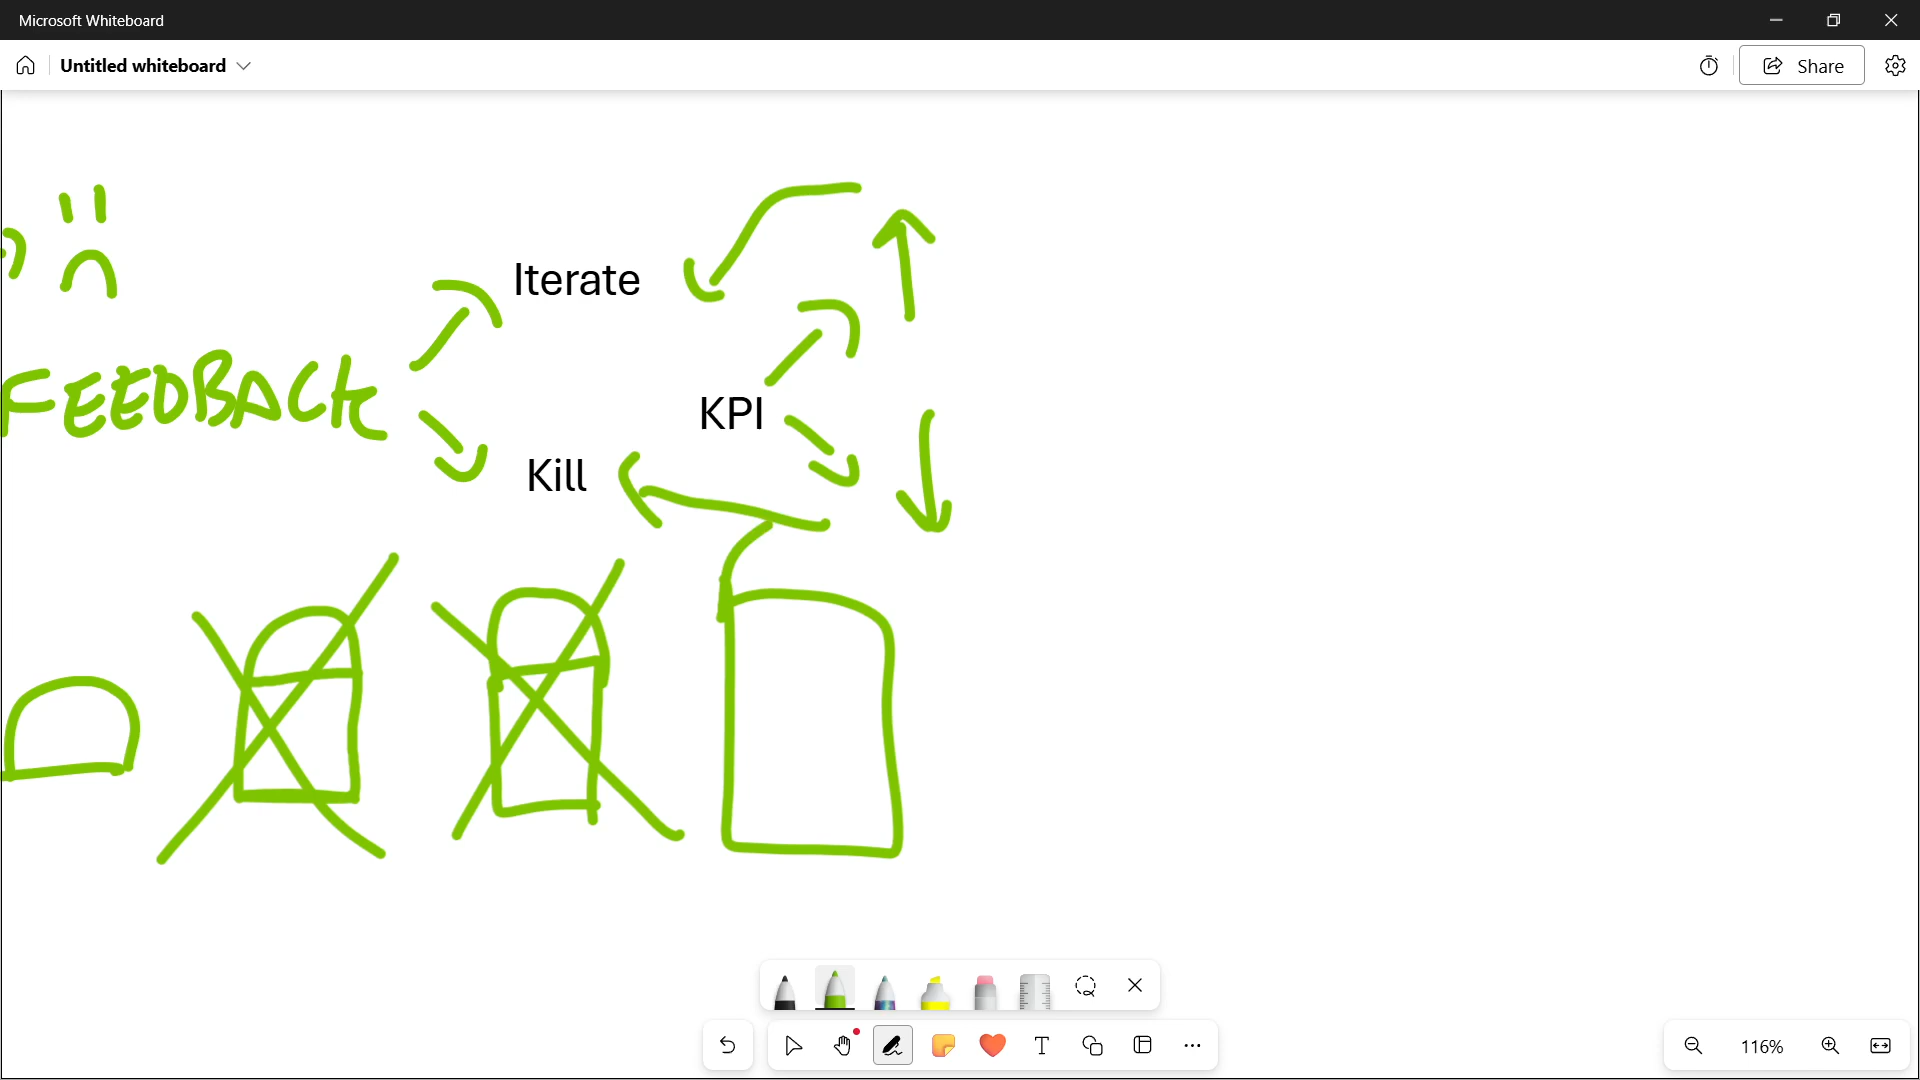 Microsoft Whiteboard
Untitled whiteboard
Share
Iterate
FEEDBACK
KPI
Kill
116%